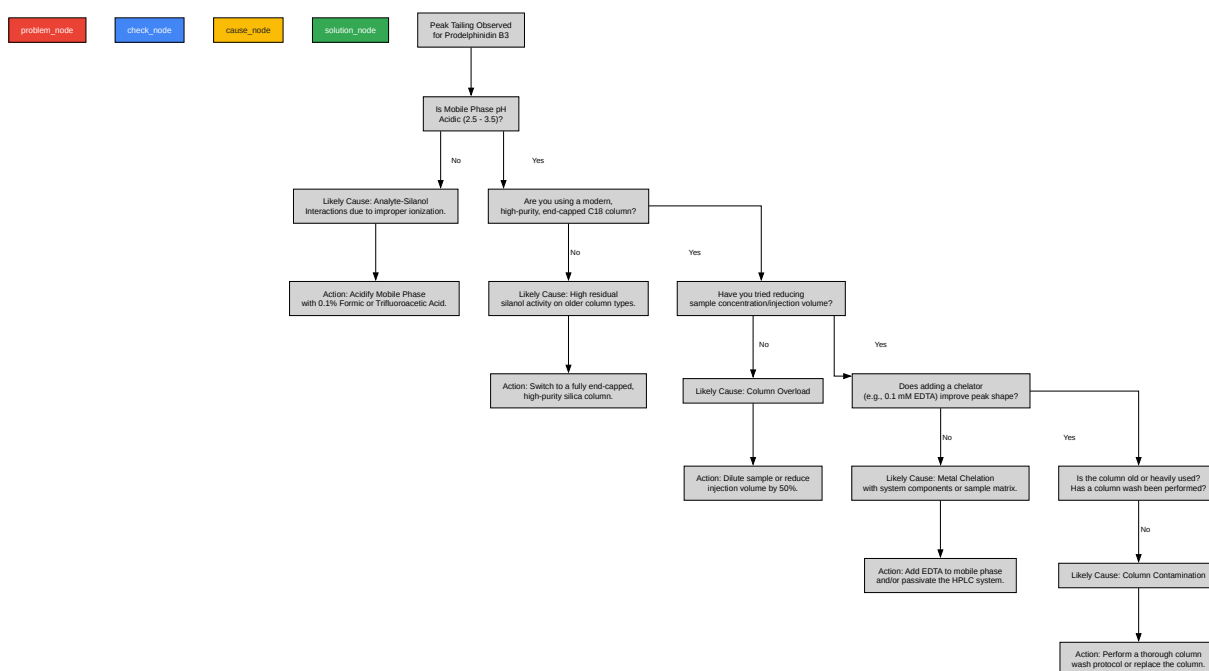 problem_node
check_node
cause_node
solution_node
Peak Tailing Observed
for Prodelphinidin B3
Is Mobile Phase pH
Acidic (2.5 - 3.5)?
No
Yes
Likely Cause: Analyte-Silanol
Interactions due to improper ionization.
Are you using a modern,
high-purity, end-capped C18 column?
No
Yes
Action: Acidify Mobile Phase
with 0.1% Formic or Trifluoroacetic Acid.
Likely Cause: High residual
silanol activity on older column types.
Have you tried reducing
sample concentration/injection volume?
No
Yes
Action: Switch to a fully end-capped,
high-purity silica column.
Likely Cause: Column Overload
Does adding a chelator
(e.g., 0.1 mM EDTA) improve peak shape?
No
Yes
Action: Dilute sample or reduce
injection volume by 50%.
Likely Cause: Metal Chelation
with system components or sample matrix.
Is the column old or heavily used?
Has a column wash been performed?
No
Action: Add EDTA to mobile phase
and/or passivate the HPLC system.
Likely Cause: Column Contamination
Action: Perform a thorough column
wash protocol or replace the column.